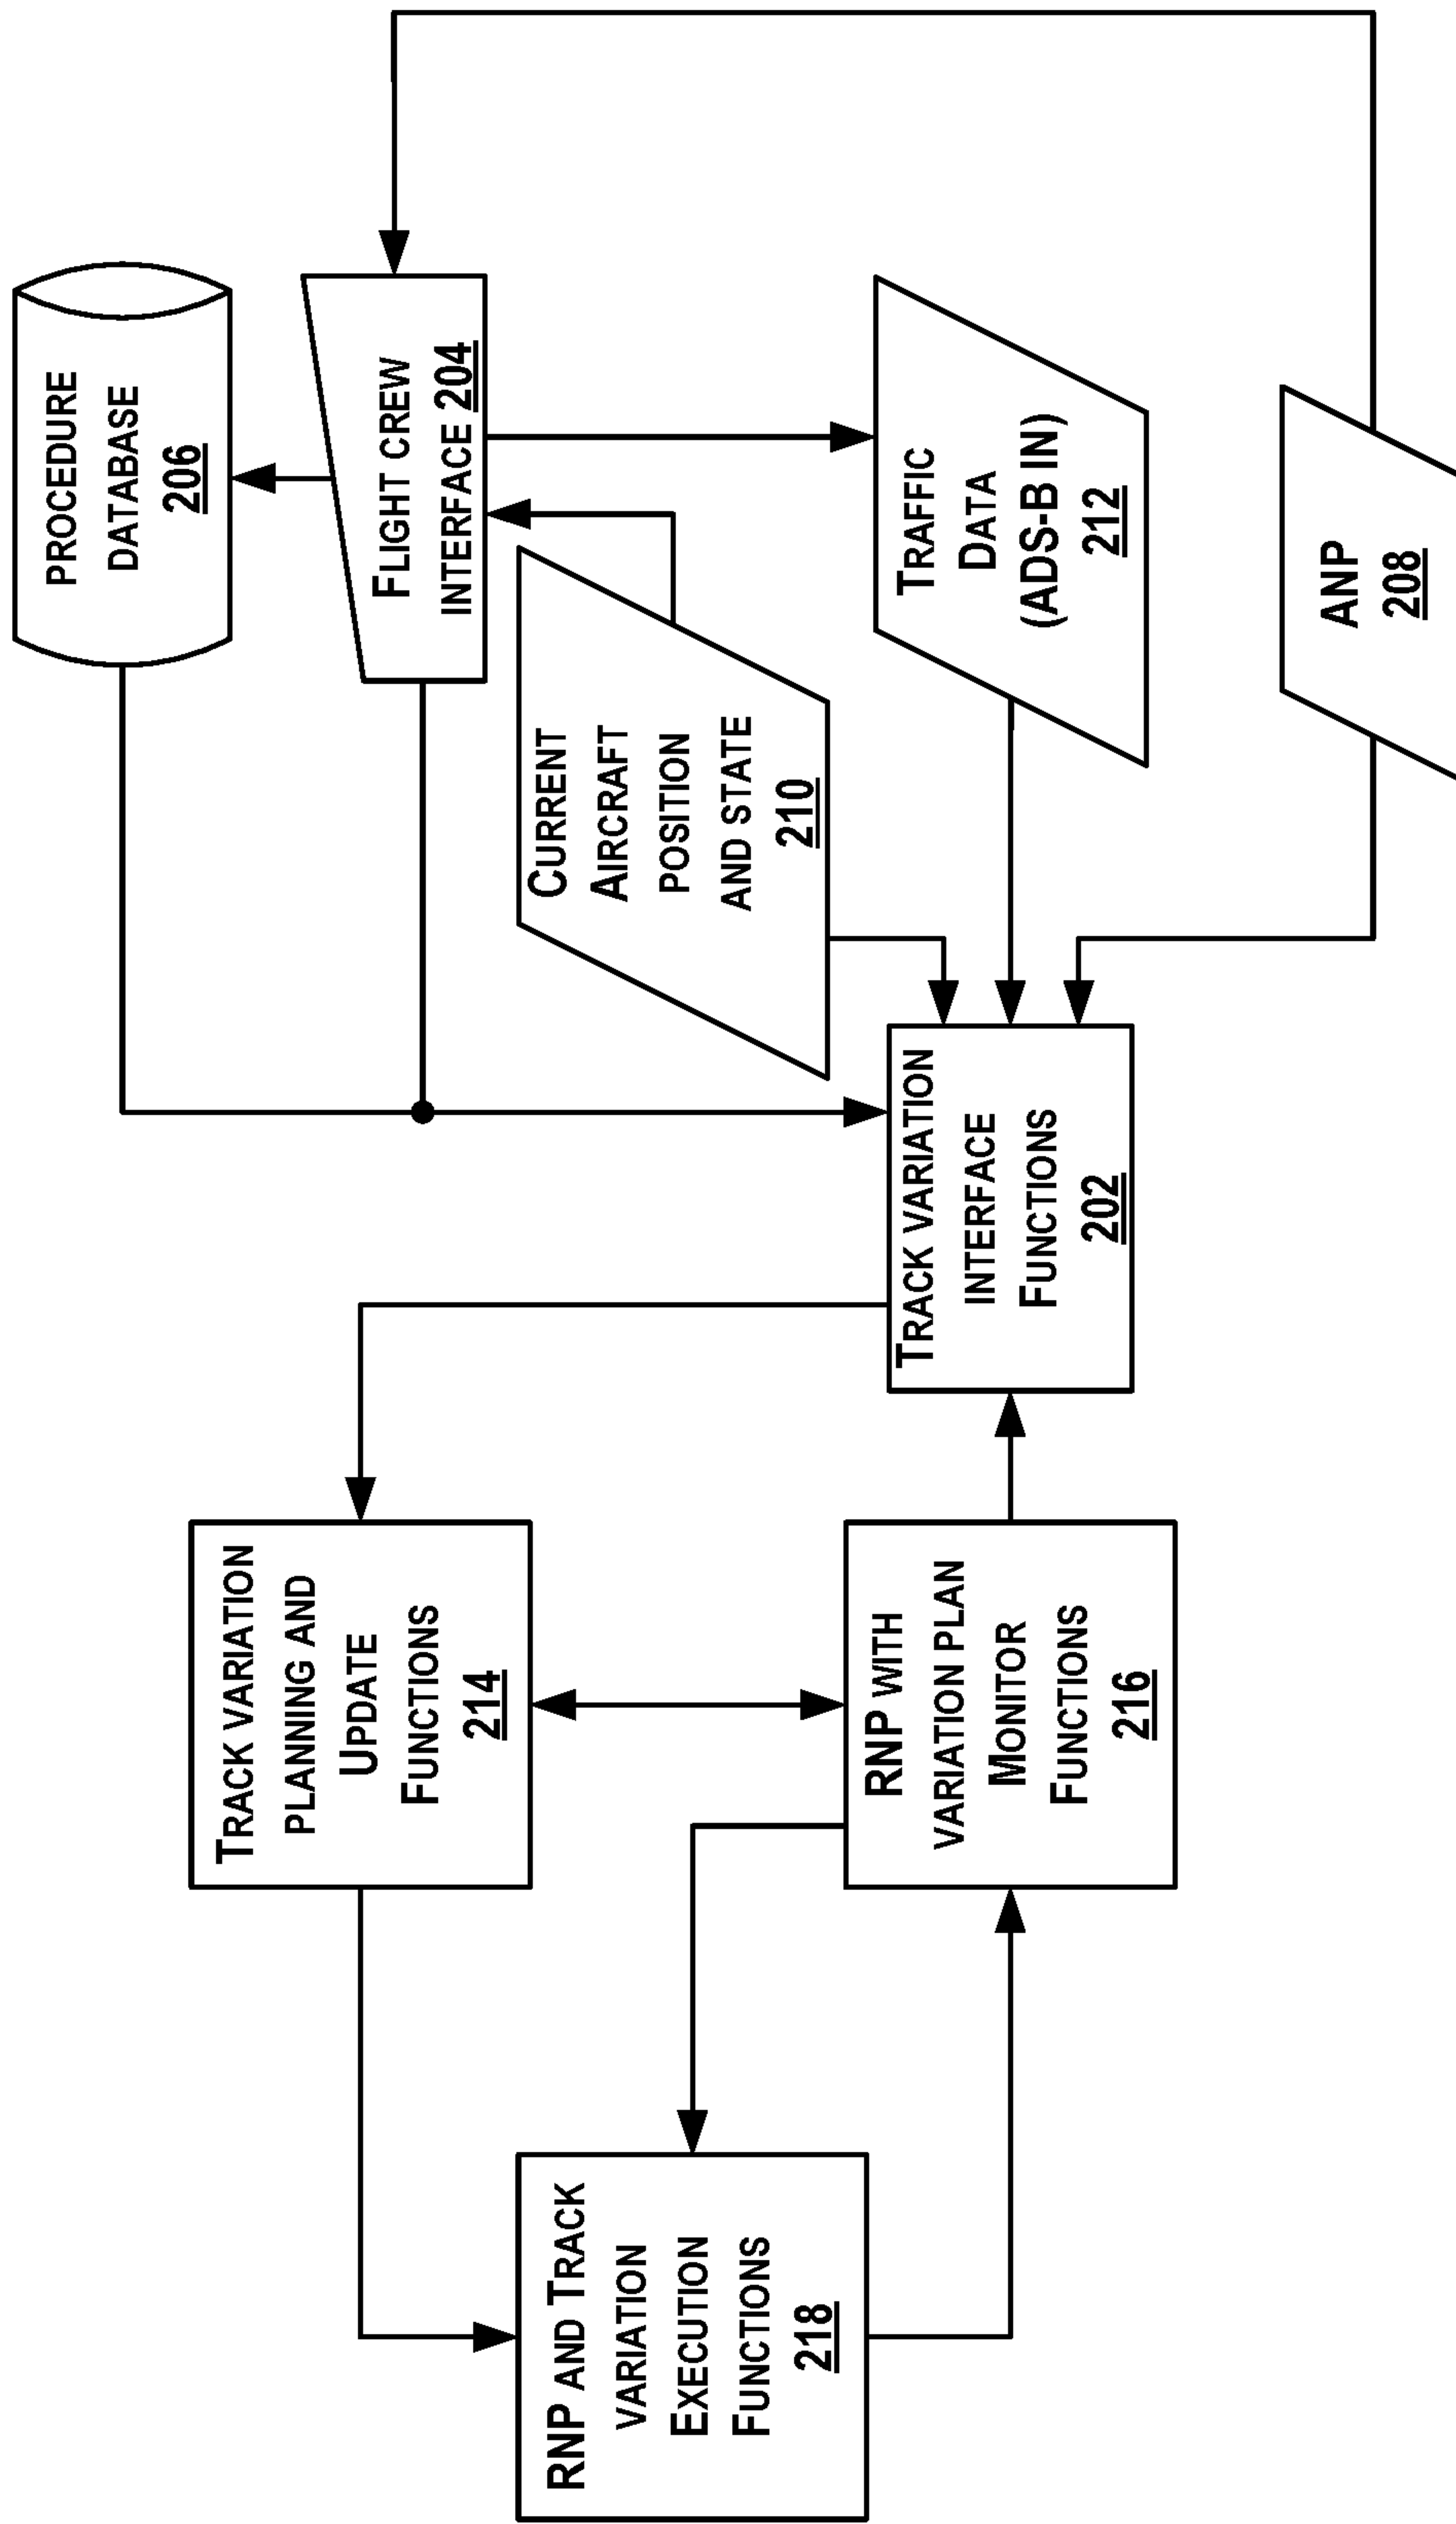 PROCEDURE
DATABASE
206
FLIGHT CREW
INTERFACE 204
CURRENT
AIRCRAFT
POSITION
AND STATE
210
TRAFFIC
DATA
(ADS-B IN)
212
ANP
208
TRACK VARIATION
INTERFACE
FUNCTIONS
202
TRACK VARIATION
PLANNING AND
UPDATE
FUNCTIONS
214
RNP WITH
VARIATION PLAN
MONITOR
FUNCTIONS
216
RNP AND TRACK
VARIATION
EXECUTION
FUNCTIONS
218